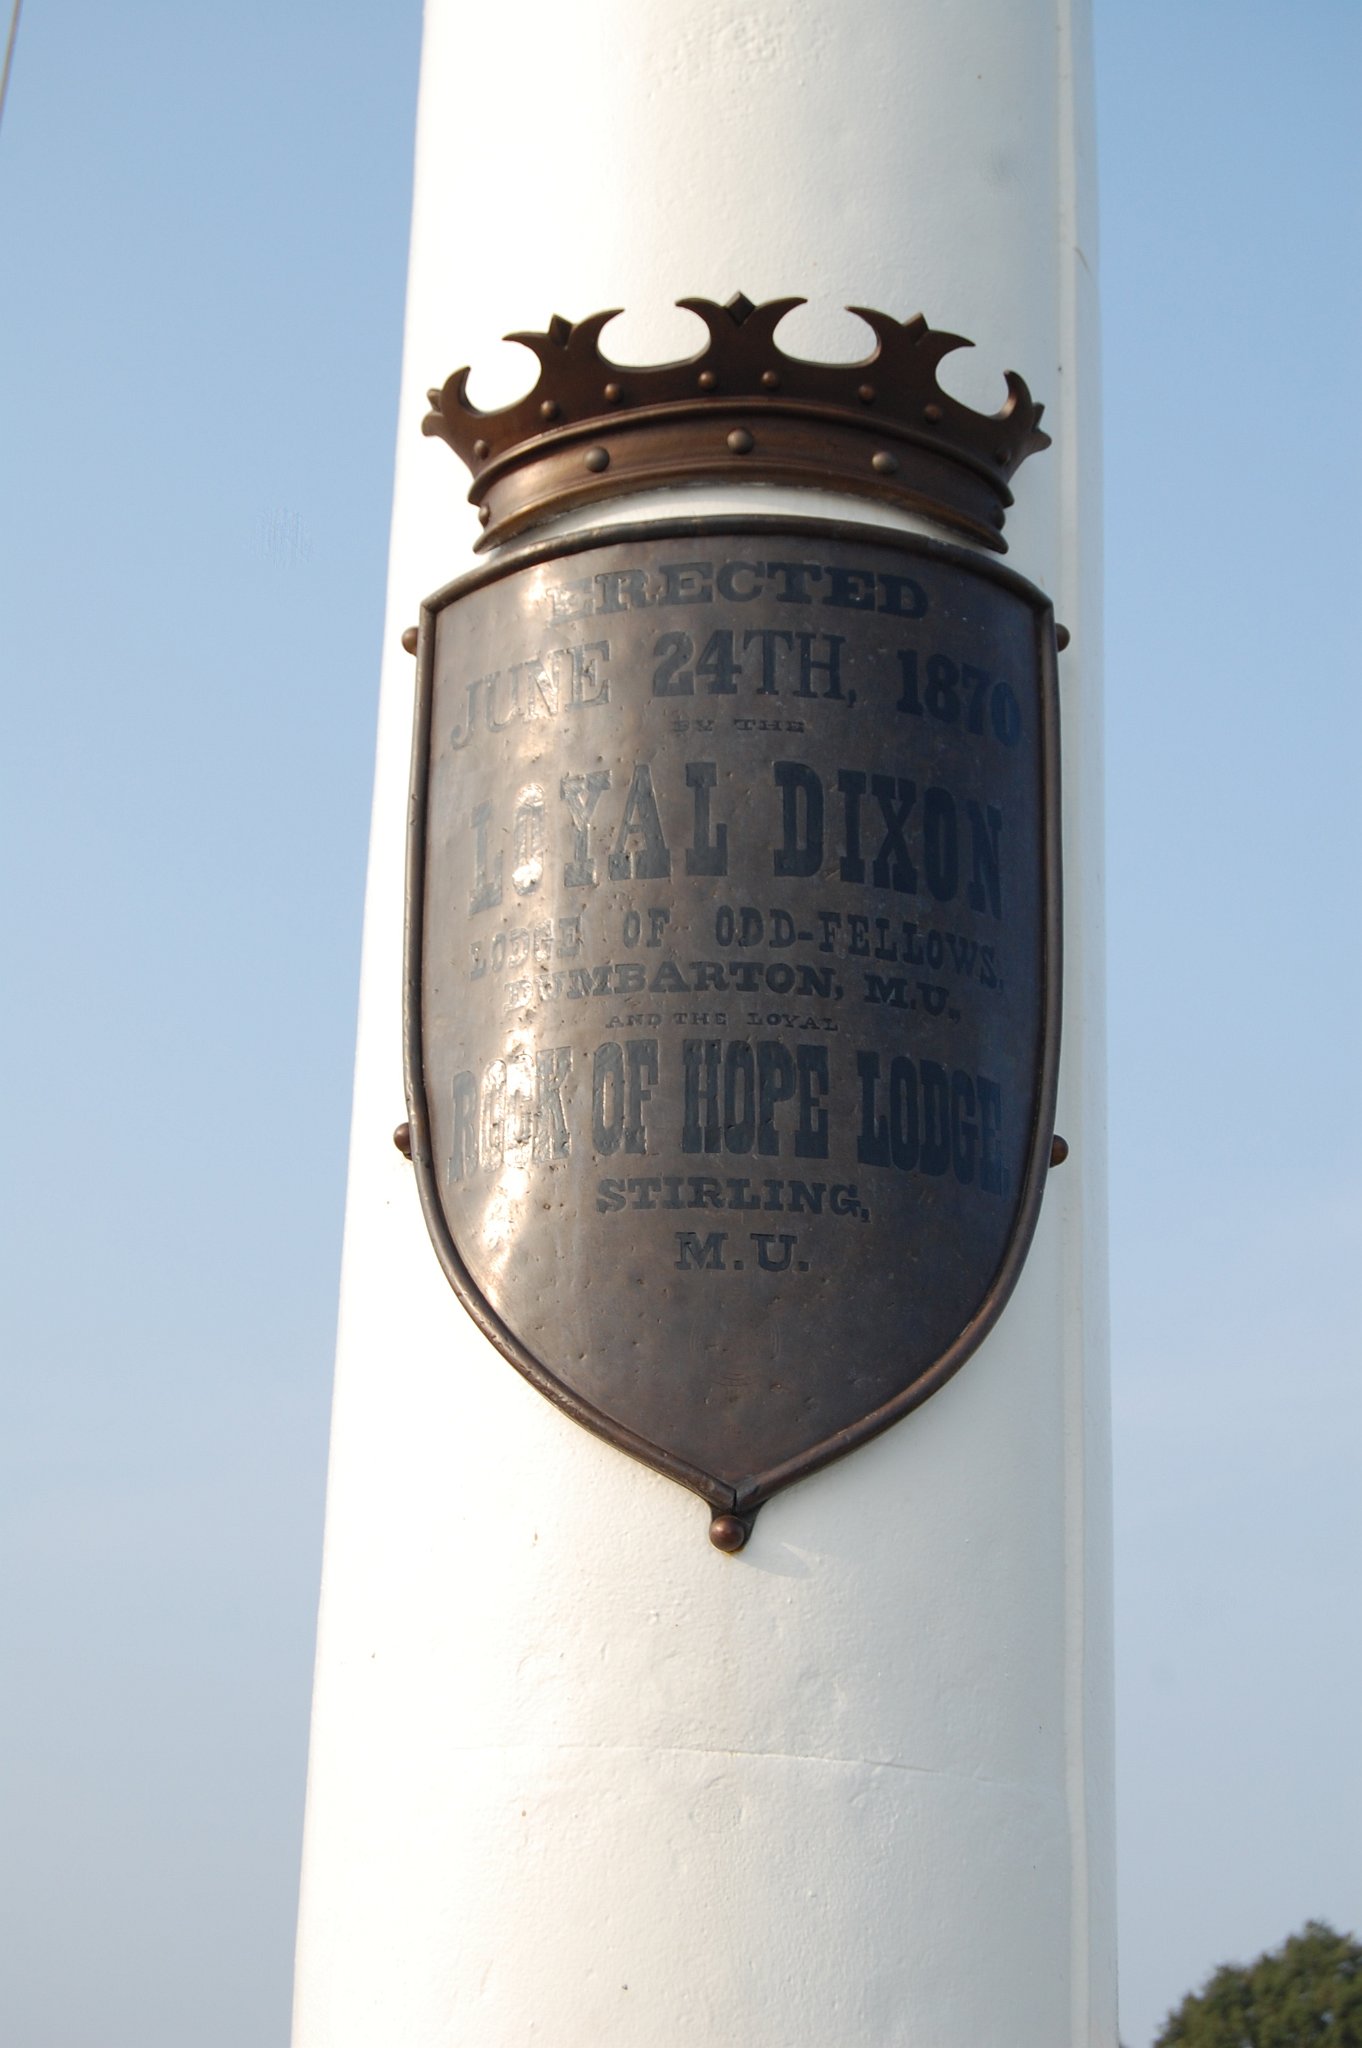 ERECTED
JUNE 24TH, 1870
BY THE
LOYAL DIXON
LODGE OF ODD-FELLOWS,
DUMBARTON, M.U.,
AND THE LOYAL
ROCK OF HOPE LODGE,
STIRLING,
M.U.